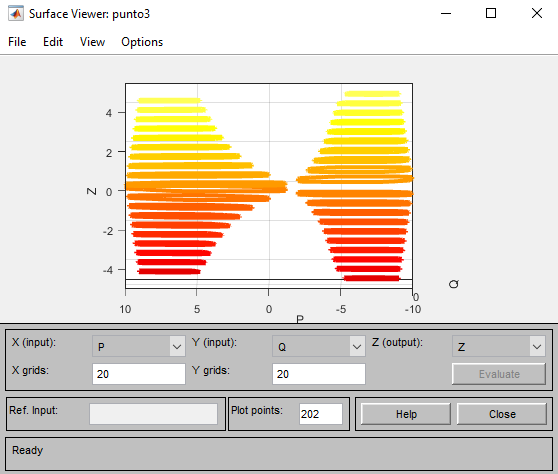 Surface Viewer: punto3
File Edit View Options
4
2
0
-2
-4
Z
10 5 0 -5 -10
0
P
Q
X (input): P Y (input): Q Z (output): Z
X grids: 20 Y grids: 20 Evaluate
Ref. Input: Plot points: 202 Help Close
Ready